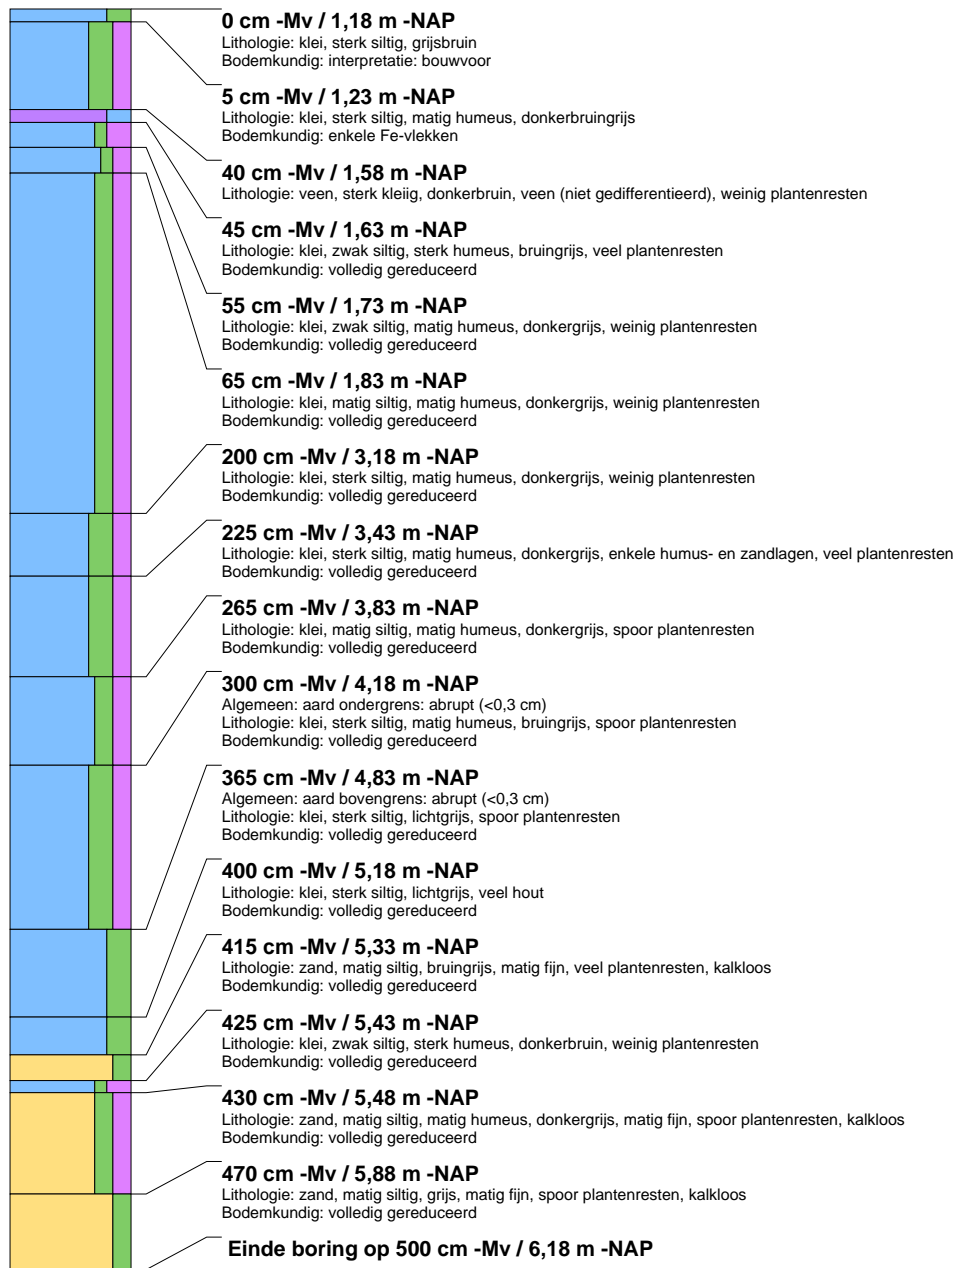 0 cm -Mv / 1,18 m -NAP
Lithologie: klei, sterk siltig, grijsbruin
Bodemkundig: interpretatie: bouwvoor
5 cm -Mv / 1,23 m -NAP
Lithologie: klei, sterk siltig, matig humeus, donkerbruingrijs
Bodemkundig: enkele Fe-vlekken
40 cm -Mv / 1,58 m -NAP
Lithologie: veen, sterk kleiig, donkerbruin, veen (niet gedifferentieerd), weinig plantenresten
45 cm -Mv / 1,63 m -NAP
Lithologie: klei, zwak siltig, sterk humeus, bruingrijs, veel plantenresten
Bodemkundig: volledig gereduceerd
55 cm -Mv / 1,73 m -NAP
Lithologie: klei, zwak siltig, matig humeus, donkergrijs, weinig plantenresten
Bodemkundig: volledig gereduceerd
65 cm -Mv / 1,83 m -NAP
Lithologie: klei, matig siltig, matig humeus, donkergrijs, weinig plantenresten
Bodemkundig: volledig gereduceerd
200 cm -Mv / 3,18 m -NAP
Lithologie: klei, sterk siltig, matig humeus, donkergrijs, weinig plantenresten
Bodemkundig: volledig gereduceerd
225 cm -Mv / 3,43 m -NAP
Lithologie: klei, sterk siltig, matig humeus, donkergrijs, enkele humus- en zandlagen, veel plantenresten
Bodemkundig: volledig gereduceerd
265 cm -Mv / 3,83 m -NAP
Lithologie: klei, matig siltig, matig humeus, donkergrijs, spoor plantenresten
Bodemkundig: volledig gereduceerd
300 cm -Mv / 4,18 m -NAP
Algemeen: aard ondergrens: abrupt (<0,3 cm)
Lithologie: klei, sterk siltig, matig humeus, bruingrijs, spoor plantenresten
Bodemkundig: volledig gereduceerd
365 cm -Mv / 4,83 m -NAP
Algemeen: aard bovengrens: abrupt (<0,3 cm)
Lithologie: klei, sterk siltig, lichtgrijs, spoor plantenresten
Bodemkundig: volledig gereduceerd
400 cm -Mv / 5,18 m -NAP
Lithologie: klei, sterk siltig, lichtgrijs, veel hout
Bodemkundig: volledig gereduceerd
415 cm -Mv / 5,33 m -NAP
Lithologie: zand, matig siltig, bruingrijs, matig fijn, veel plantenresten, kalkloos
Bodemkundig: volledig gereduceerd
425 cm -Mv / 5,43 m -NAP
Lithologie: klei, zwak siltig, sterk humeus, donkerbruin, weinig plantenresten
Bodemkundig: volledig gereduceerd
430 cm -Mv / 5,48 m -NAP
Lithologie: zand, matig siltig, matig humeus, donkergrijs, matig fijn, spoor plantenresten, kalkloos
Bodemkundig: volledig gereduceerd
470 cm -Mv / 5,88 m -NAP
Lithologie: zand, matig siltig, grijs, matig fijn, spoor plantenresten, kalkloos
Bodemkundig: volledig gereduceerd
Einde boring op 500 cm -Mv / 6,18 m -NAP